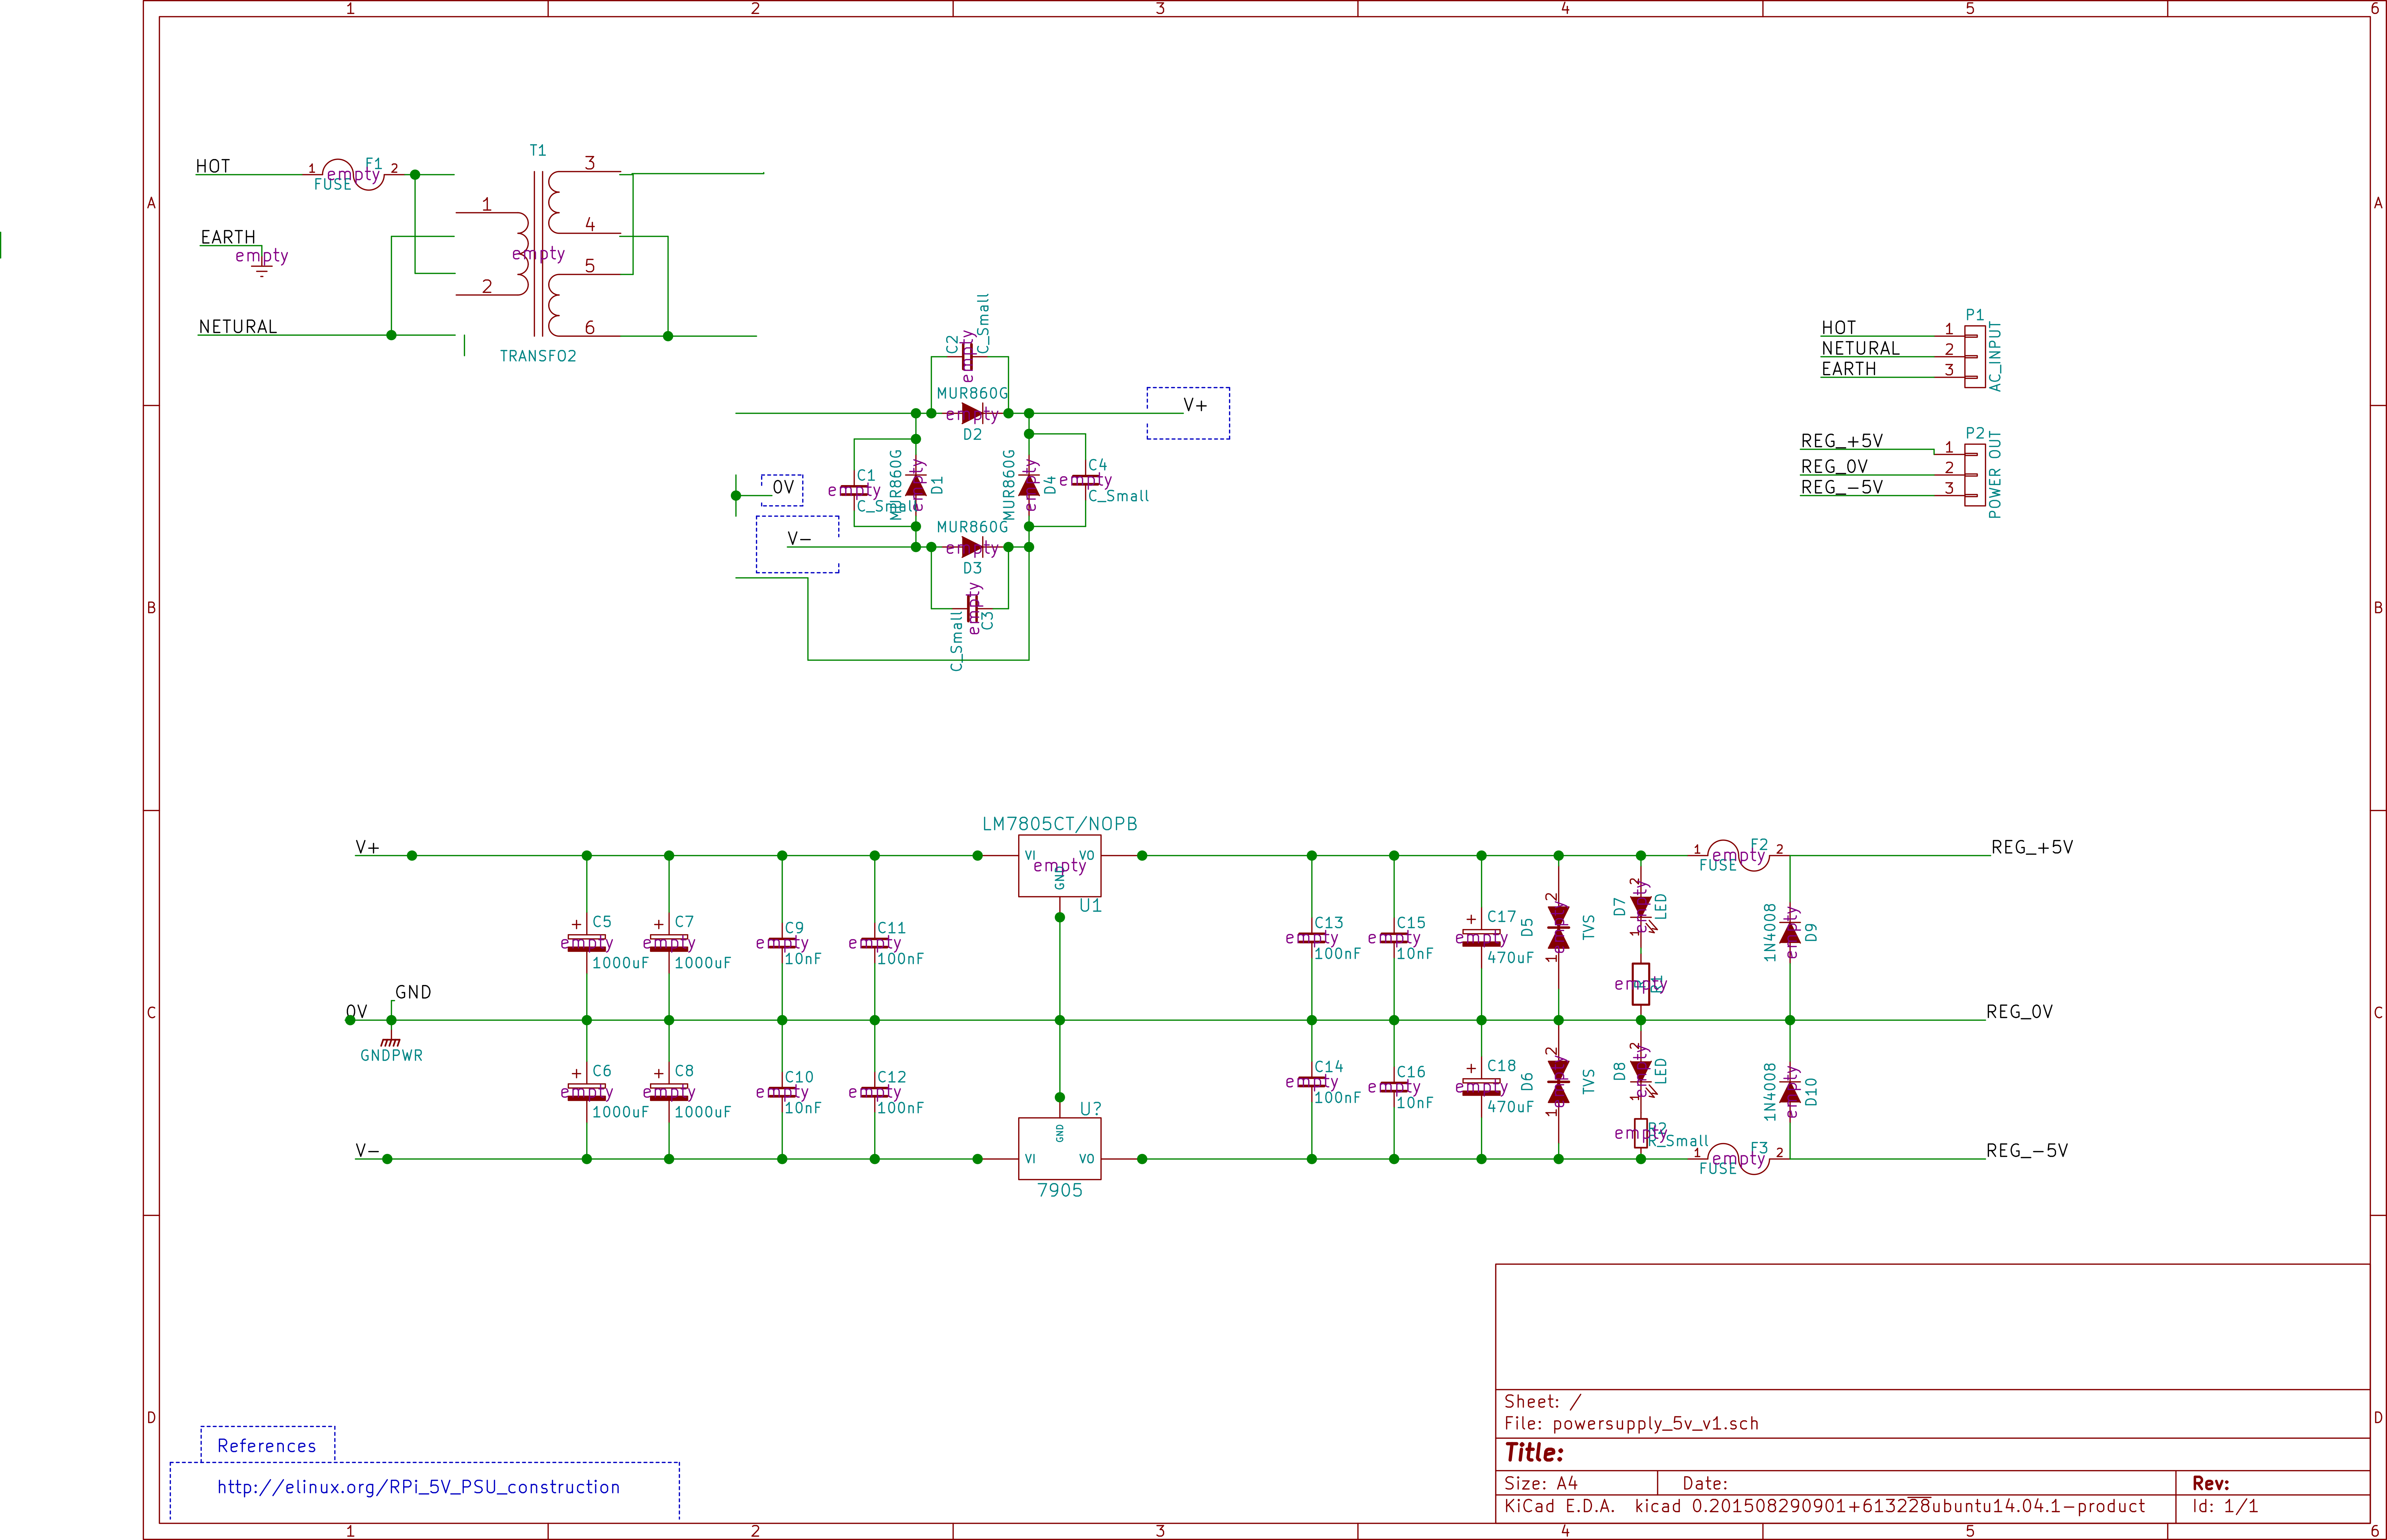 1 2 3 4 5 6
A
A
HOT
1
F1
2
empty
FUSE
T1
3
1
4
EARTH
empty
empty
5
2
6
NETURAL
TRANSFO2
C2
C_Small
empty
MUR860G
empty
D2
V+
P1
HOT
1
NETURAL
2
EARTH
3
AC_INPUT
P2
REG_+5V
1
REG_0V
2
REG_-5V
3
POWER OUT
0V
C1
empty
C_Small
MUR860G
empty
D1
MUR860G
empty
D4
C4
empty
C_Small
V-
MUR860G
empty
D3
empty
C_Small
C3
B
B
LM7805CT/NOPB
V+
VI
VO
empty
GND
U1
1
F2
2
empty
FUSE
REG_+5V
C5
empty
1000uF
C7
empty
1000uF
C9
empty
10nF
C11
empty
100nF
C13
empty
100nF
C15
empty
10nF
C17
empty
470uF
D5
2
empty
1
TVS
D7
2
empty
1
LED
empty
R
R1
1N4008
empty
D9
GND
0V
GNDPWR
REG_0V
C
C
C6
empty
1000uF
C8
empty
1000uF
C10
empty
10nF
C12
empty
100nF
U?
GND
VI
VO
7905
C14
empty
100nF
C16
empty
10nF
C18
empty
470uF
D6
2
empty
1
TVS
D8
2
empty
1
LED
R2
empty
R_Small
1N4008
empty
D10
V-
1
F3
2
empty
FUSE
REG_-5V
D
D
References
http://elinux.org/RPi_5V_PSU_construction
Sheet: /
File: powersupply_5v_v1.sch
Title:
Size: A4 Date: Rev:
KiCad E.D.A. kicad 0.201508290901+613228ubuntu14.04.1-product Id: 1/1
1 2 3 4 5 6